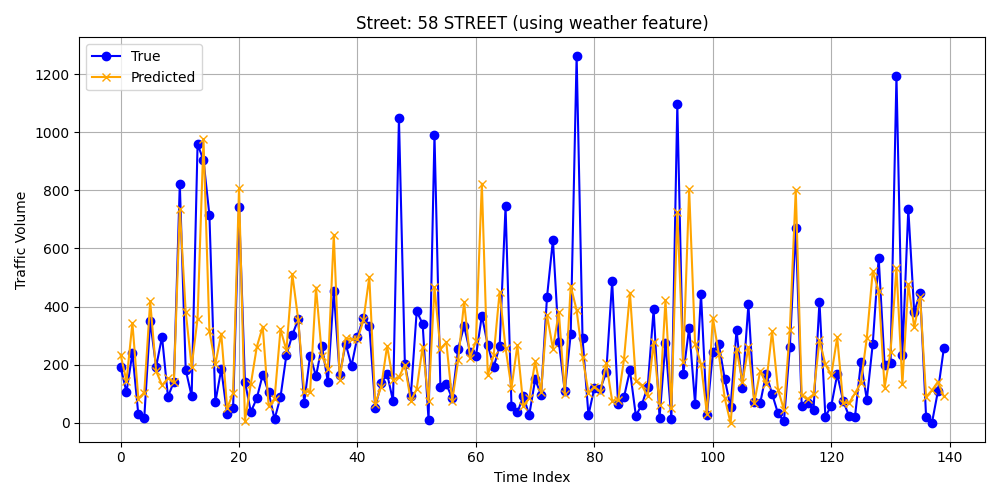 Street: 58 STREET (using weather feature)
True
Predicted
Traffic Volume
1200
1000
800
600
400
200
0
0 20 40 60 80 100 120 140
Time Index